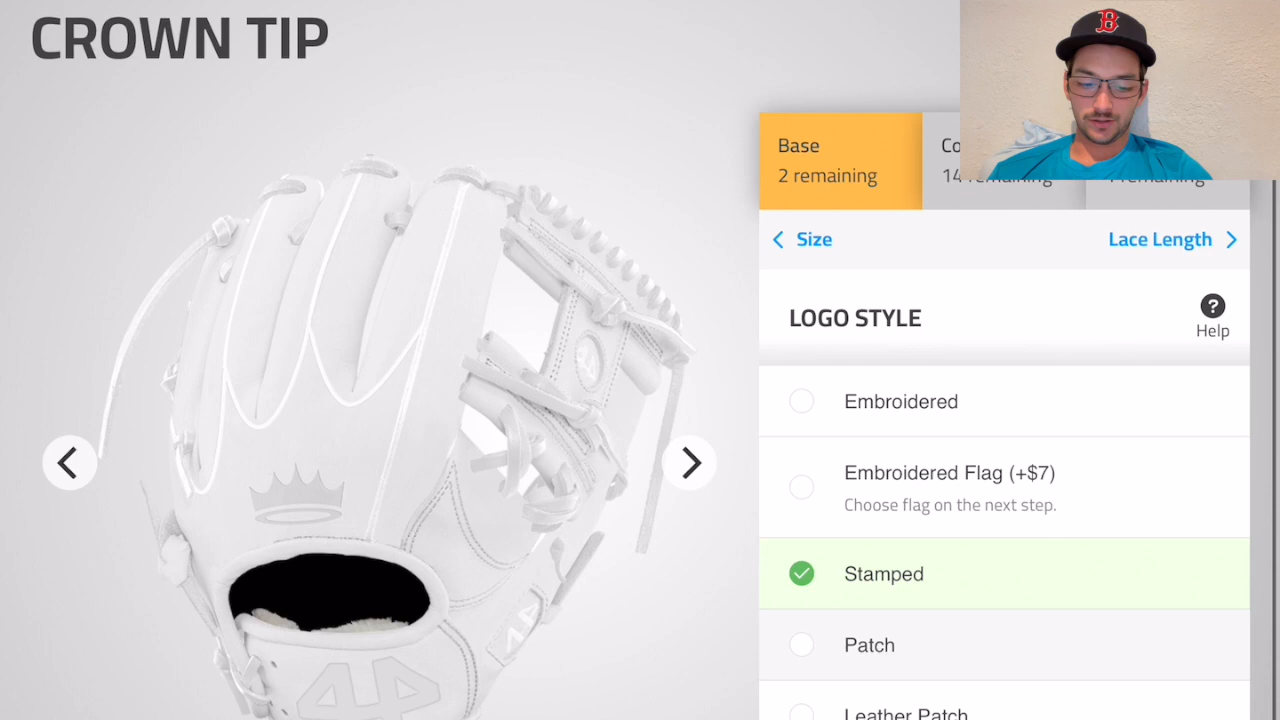 CROWN TIP
B
Base
2 remaining
Size
Lace Length
LOGO STYLE
?
Help
Embroidered
Embroidered Flag (+$7)
Choose flag on the next step.
Stamped
Patch
Leather Patch
44